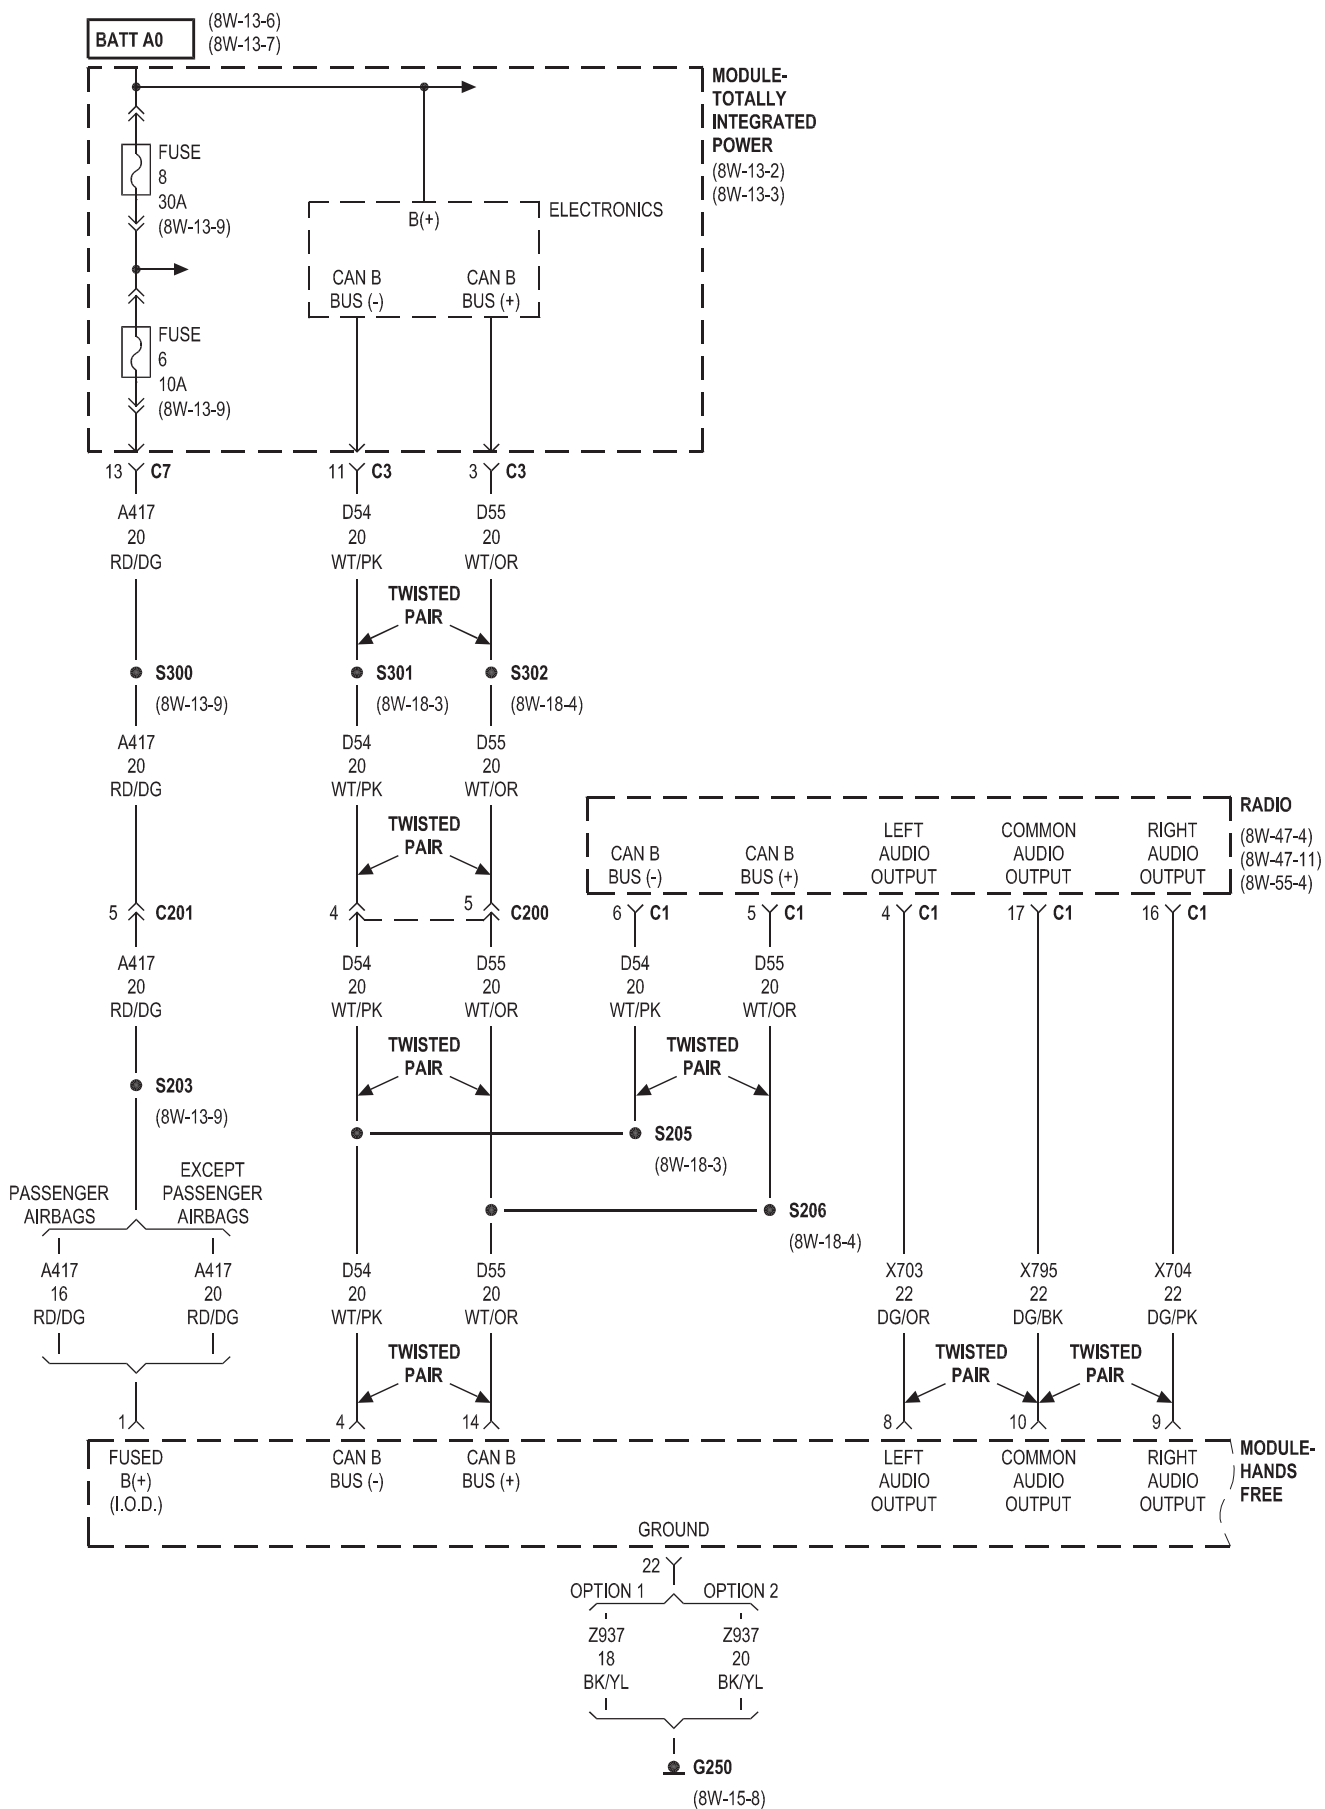 BATT A0
(8W-13-6)
(8W-13-7)
MODULE-
TOTALLY
INTEGRATED
POWER
(8W-13-2)
(8W-13-3)
FUSE
8
30A
(8W-13-9)
ELECTRONICS
B(+)
CAN B
BUS (-)
CAN B
BUS (+)
FUSE
6
10A
(8W-13-9)
13 C7
11 C3
3 C3
A417
20
RD/DG
D54
20
WT/PK
D55
20
WT/OR
TWISTED
PAIR
S300
(8W-13-9)
S301
(8W-18-3)
S302
(8W-18-4)
A417
20
RD/DG
D54
20
WT/PK
D55
20
WT/OR
TWISTED
PAIR
RADIO
(8W-47-4)
(8W-47-11)
(8W-55-4)
CAN B
BUS (-)
CAN B
BUS (+)
LEFT
AUDIO
OUTPUT
COMMON
AUDIO
OUTPUT
RIGHT
AUDIO
OUTPUT
5 C201
4
5 C200
6 C1
5 C1
4 C1
17 C1
16 C1
A417
20
RD/DG
D54
20
WT/PK
D55
20
WT/OR
D54
20
WT/PK
D55
20
WT/OR
TWISTED
PAIR
TWISTED
PAIR
S203
(8W-13-9)
S205
(8W-18-3)
S206
(8W-18-4)
PASSENGER
AIRBAGS
EXCEPT
PASSENGER
AIRBAGS
A417
16
RD/DG
A417
20
RD/DG
D54
20
WT/PK
D55
20
WT/OR
X703
22
DG/OR
X795
22
DG/BK
X704
22
DG/PK
TWISTED
PAIR
TWISTED
PAIR
TWISTED
PAIR
1
4
14
8
10
9
FUSED
B(+)
(I.O.D.)
CAN B
BUS (-)
CAN B
BUS (+)
LEFT
AUDIO
OUTPUT
COMMON
AUDIO
OUTPUT
RIGHT
AUDIO
OUTPUT
MODULE-
HANDS
FREE
GROUND
22
OPTION 1
OPTION 2
Z937
18
BK/YL
Z937
20
BK/YL
G250
(8W-15-8)